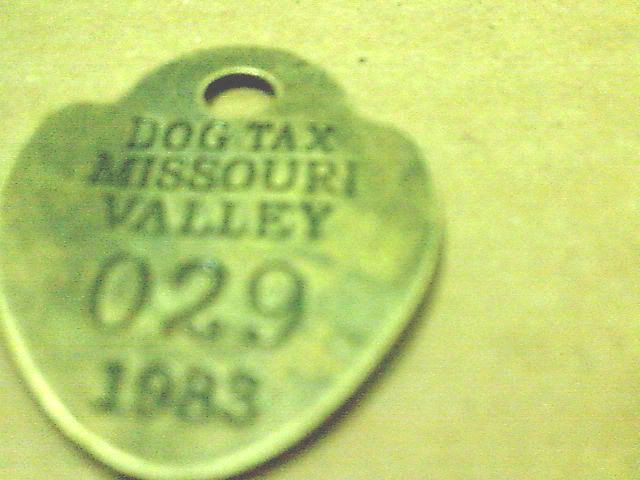 DOG TAX
MISSOURI
VALLEY
029
1983